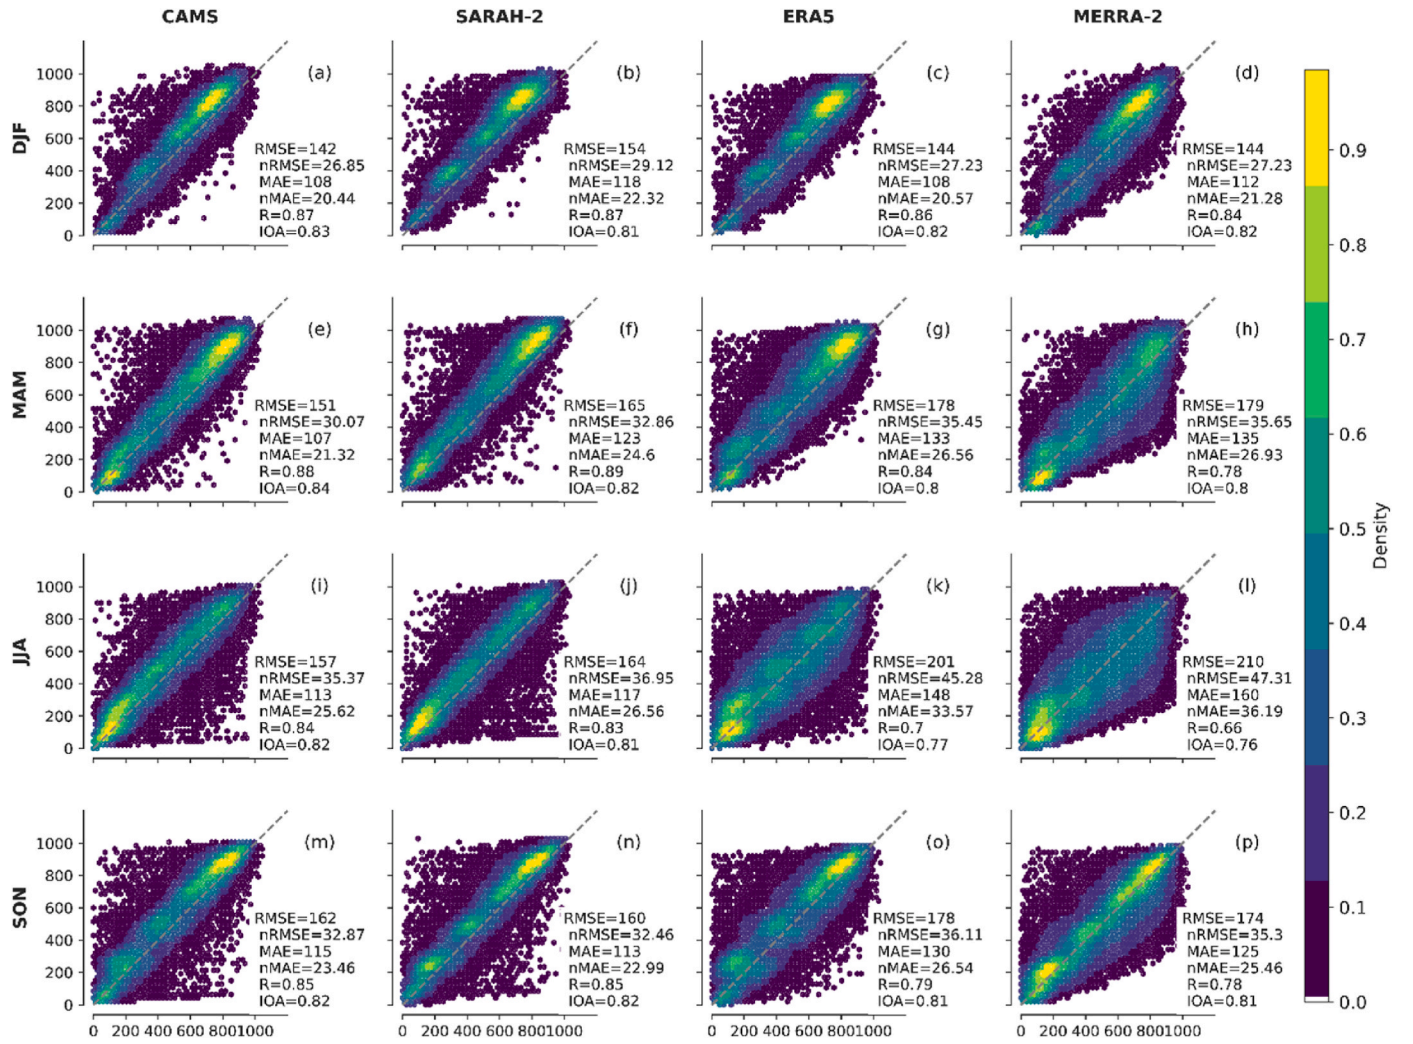 CAMS SARAH-2 ERA5 MERRA-2
DJF
1000
800
600
400
200
0
(a)
RMSE=142
nRMSE=26.85
MAE=108
nMAE=20.44
R=0.87
IOA=0.83
(b)
RMSE=154
nRMSE=29.12
MAE=118
nMAE=22.32
R=0.87
IOA=0.81
(c)
RMSE=144
nRMSE=27.23
MAE=108
nMAE=20.57
R=0.86
IOA=0.82
(d)
RMSE=144
nRMSE=27.23
MAE=112
nMAE=21.28
R=0.84
IOA=0.82
MAM
1000
800
600
400
200
0
(e)
RMSE=151
nRMSE=30.07
MAE=107
nMAE=21.32
R=0.88
IOA=0.84
(f)
RMSE=165
nRMSE=32.86
MAE=123
nMAE=24.6
R=0.89
IOA=0.82
(g)
RMSE=178
nRMSE=35.45
MAE=133
nMAE=26.56
R=0.84
IOA=0.8
(h)
RMSE=179
nRMSE=35.65
MAE=135
nMAE=26.93
R=0.78
IOA=0.8
JJA
1000
800
600
400
200
0
(i)
RMSE=157
nRMSE=35.37
MAE=113
nMAE=25.62
R=0.84
IOA=0.82
(j)
RMSE=164
nRMSE=36.95
MAE=117
nMAE=26.56
R=0.83
IOA=0.81
(k)
RMSE=201
nRMSE=45.28
MAE=148
nMAE=33.57
R=0.7
IOA=0.77
(l)
RMSE=210
nRMSE=47.31
MAE=160
nMAE=36.19
R=0.66
IOA=0.76
SON
1000
800
600
400
200
0
(m)
RMSE=162
nRMSE=32.87
MAE=115
nMAE=23.46
R=0.85
IOA=0.82
(n)
RMSE=160
nRMSE=32.46
MAE=113
nMAE=22.99
R=0.85
IOA=0.82
(o)
RMSE=178
nRMSE=36.11
MAE=130
nMAE=26.54
R=0.79
IOA=0.81
(p)
RMSE=174
nRMSE=35.3
MAE=125
nMAE=25.46
R=0.78
IOA=0.81
0 200 400 600 800 1000
0 200 400 600 800 1000
0 200 400 600 800 1000
0 200 400 600 800 1000
0.9
0.8
0.7
0.6
0.5
0.4
0.3
0.2
0.1
0.0
Density